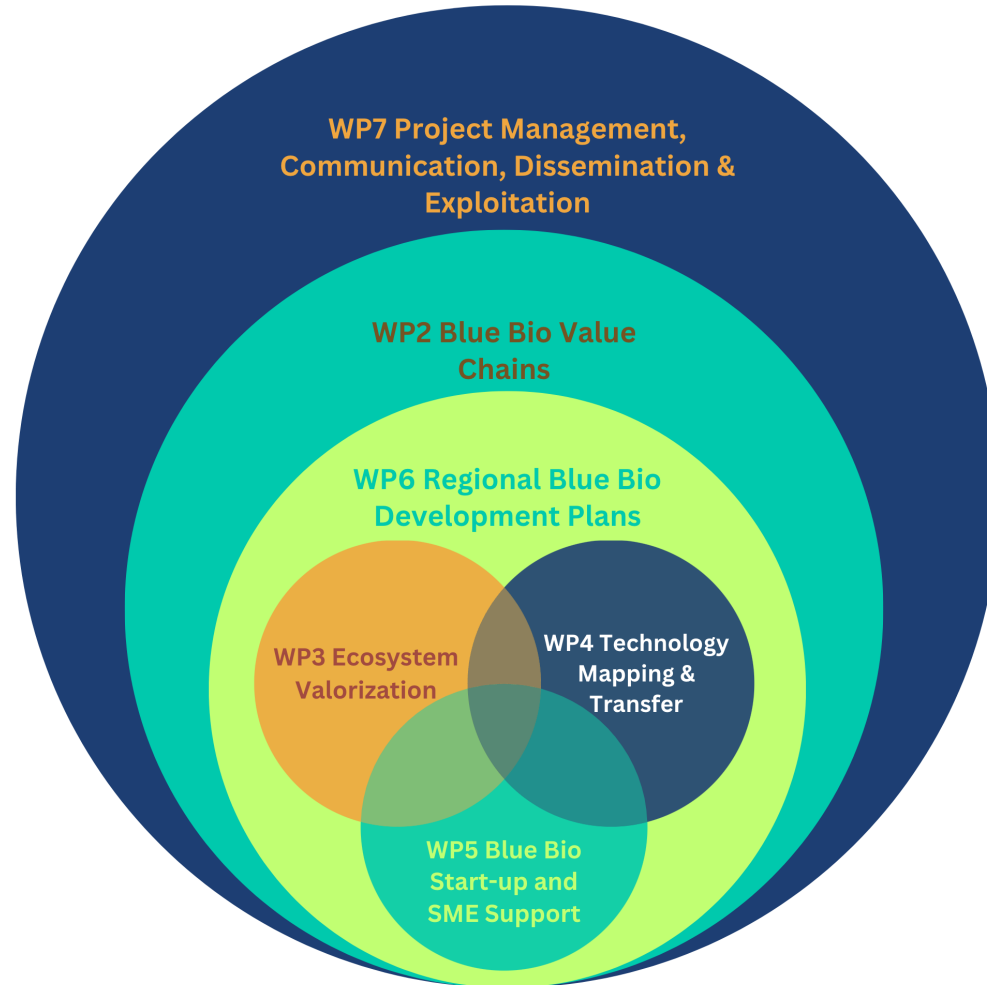 WP7 Project Management,
Communication, Dissemination &
Exploitation
WP2 Blue Bio Value
Chains
WP6 Regional Blue Bio
Development Plans
WP3 Ecosystem
Valorization
WP4 Technology
Mapping &
Transfer
WP5 Blue Bio
Start-up and
SME Support